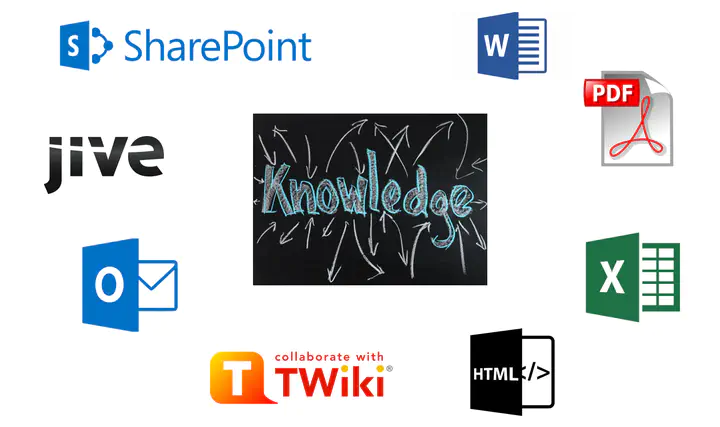 S SharePoint
W
PDF
jive
Knowledge
O
X
collaborate with
T TWiki®
HTML </>